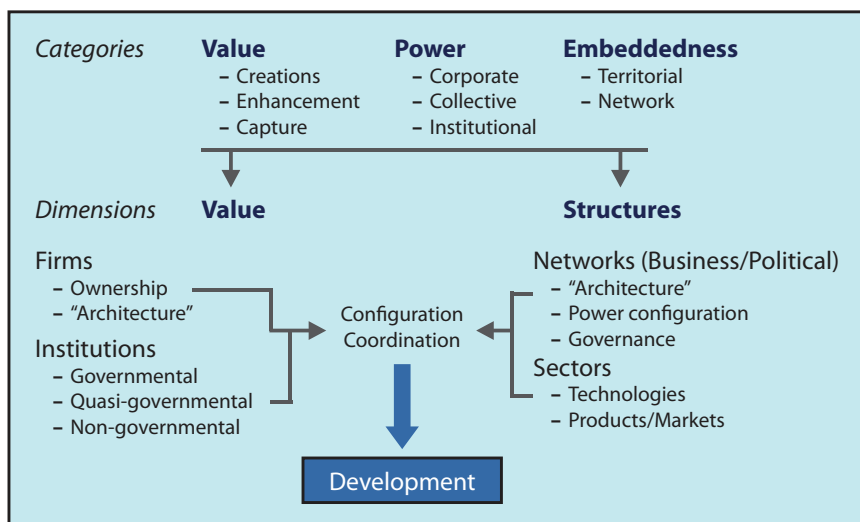 Categories
Value
– Creations
– Enhancement
– Capture
Power
– Corporate
– Collective
– Institutional
Embeddedness
– Territorial
– Network
Dimensions
Value
Structures
Firms
– Ownership
– “Architecture”
Institutions
– Governmental
– Quasi-governmental
– Non-governmental
Configuration
Coordination
Networks (Business/Political)
– “Architecture”
– Power configuration
– Governance
Sectors
– Technologies
– Products/Markets
Development